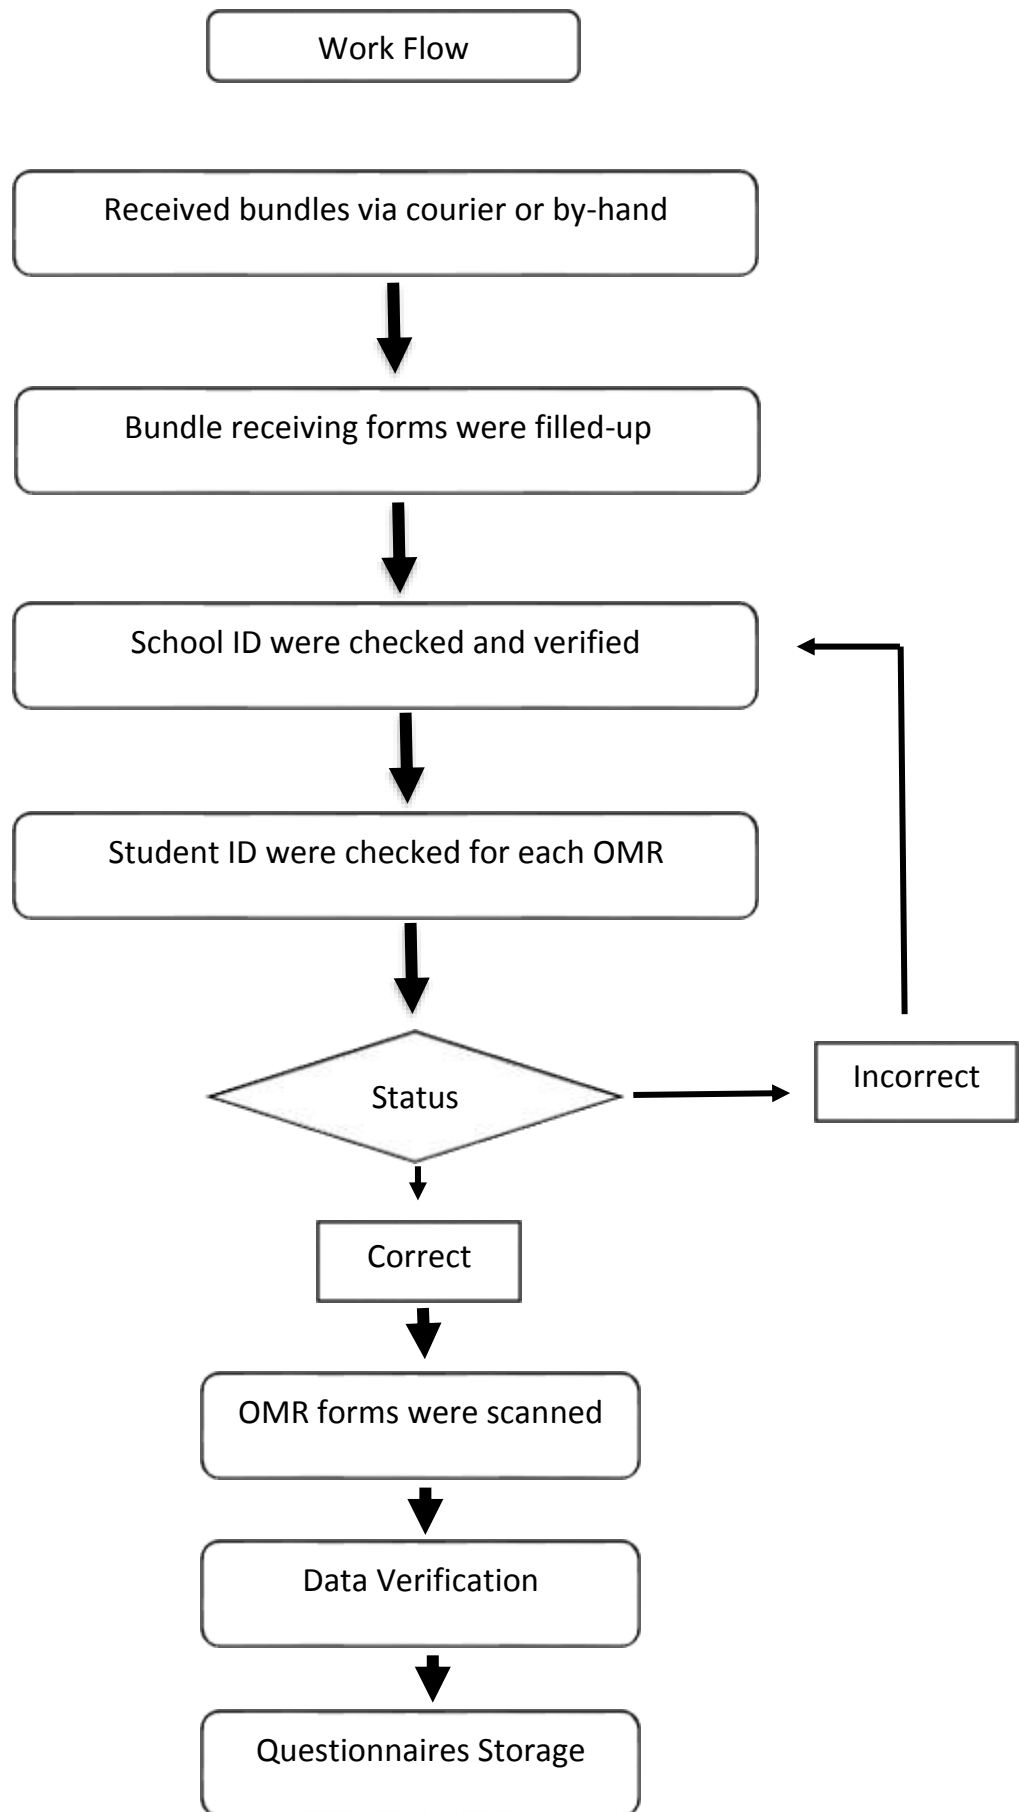 Work Flow
Received bundles via courier or by-hand
Bundle receiving forms were filled-up
School ID were checked and verified
Student ID were checked for each OMR
Status
Incorrect
Correct
OMR forms were scanned
Data Verification
Questionnaires Storage